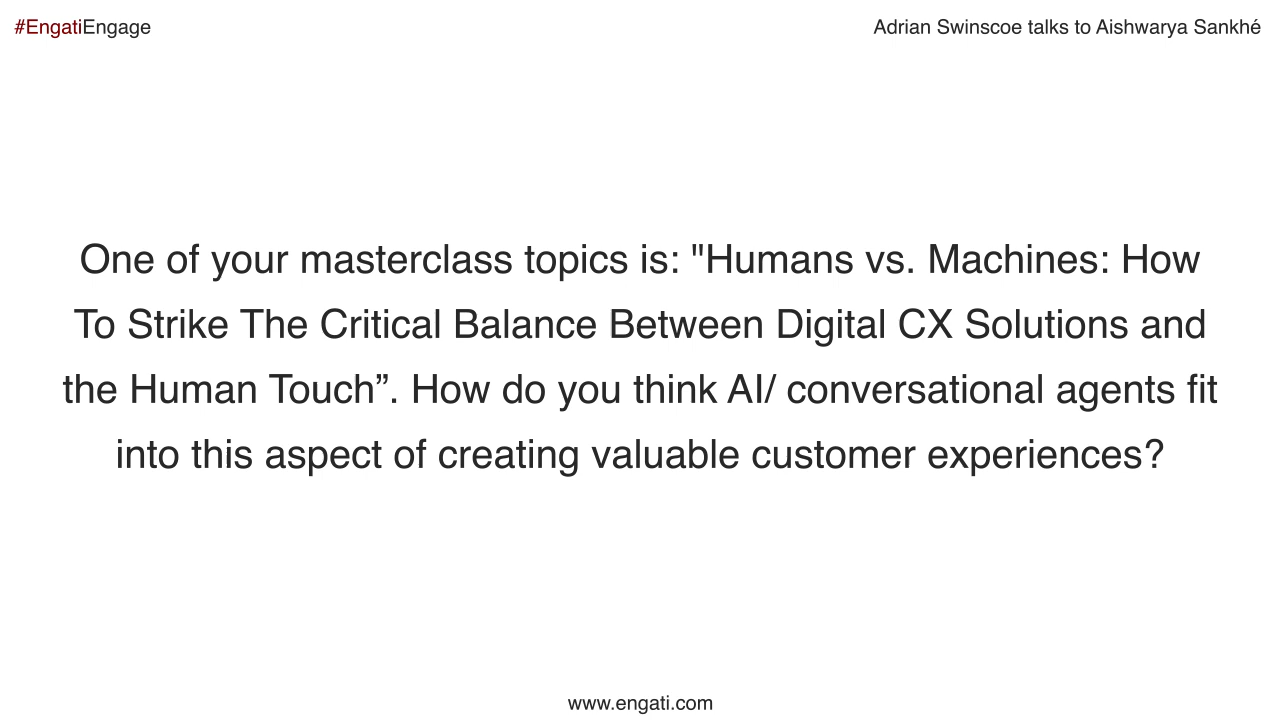 #EngatiEngage
Adrian Swinscoe talks to Aishwarya Sankhé
One of your masterclass topics is: "Humans vs. Machines: How
To Strike The Critical Balance Between Digital CX Solutions and
the Human Touch”. How do you think AI/ conversational agents fit
into this aspect of creating valuable customer experiences?
www.engati.com